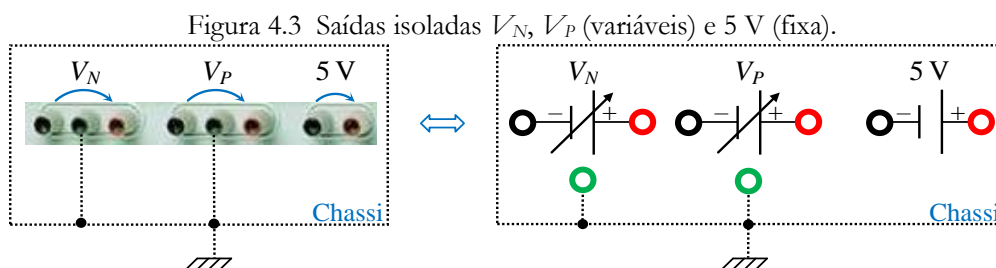 Figura 4.3 Saídas isoladas V_N, V_P (variáveis) e 5 V (fixa).
V_N V_P 5 V
Chassi
V_N V_P 5 V
− + − + − +
Chassi